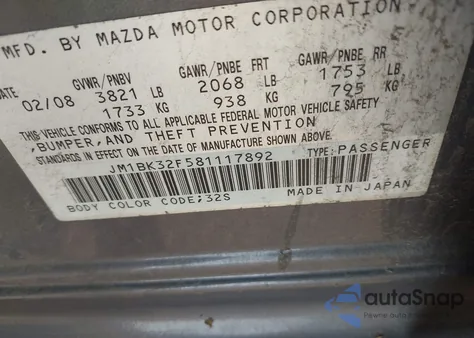 MFD. BY MAZDA MOTOR CORPORATION
GVWR/PNBV GAWR/PNBE FRT GAWR/PNBE RR
02/08 3821 LB 2068 LB 1753 LB
1733 KG 938 KG 795 KG
THIS VEHICLE CONFORMS TO ALL APPLICABLE FEDERAL MOTOR VEHICLE SAFETY
,BUMPER, AND THEFT PREVENTION
STANDARDS IN EFFECT ON THE DATE OF MANUFACTURE SHOWN ABOVE.
JM1BK32F581117892 TYPE:PASSENGER
BODY COLOR CODE:32S MADE IN JAPAN
autoSnap